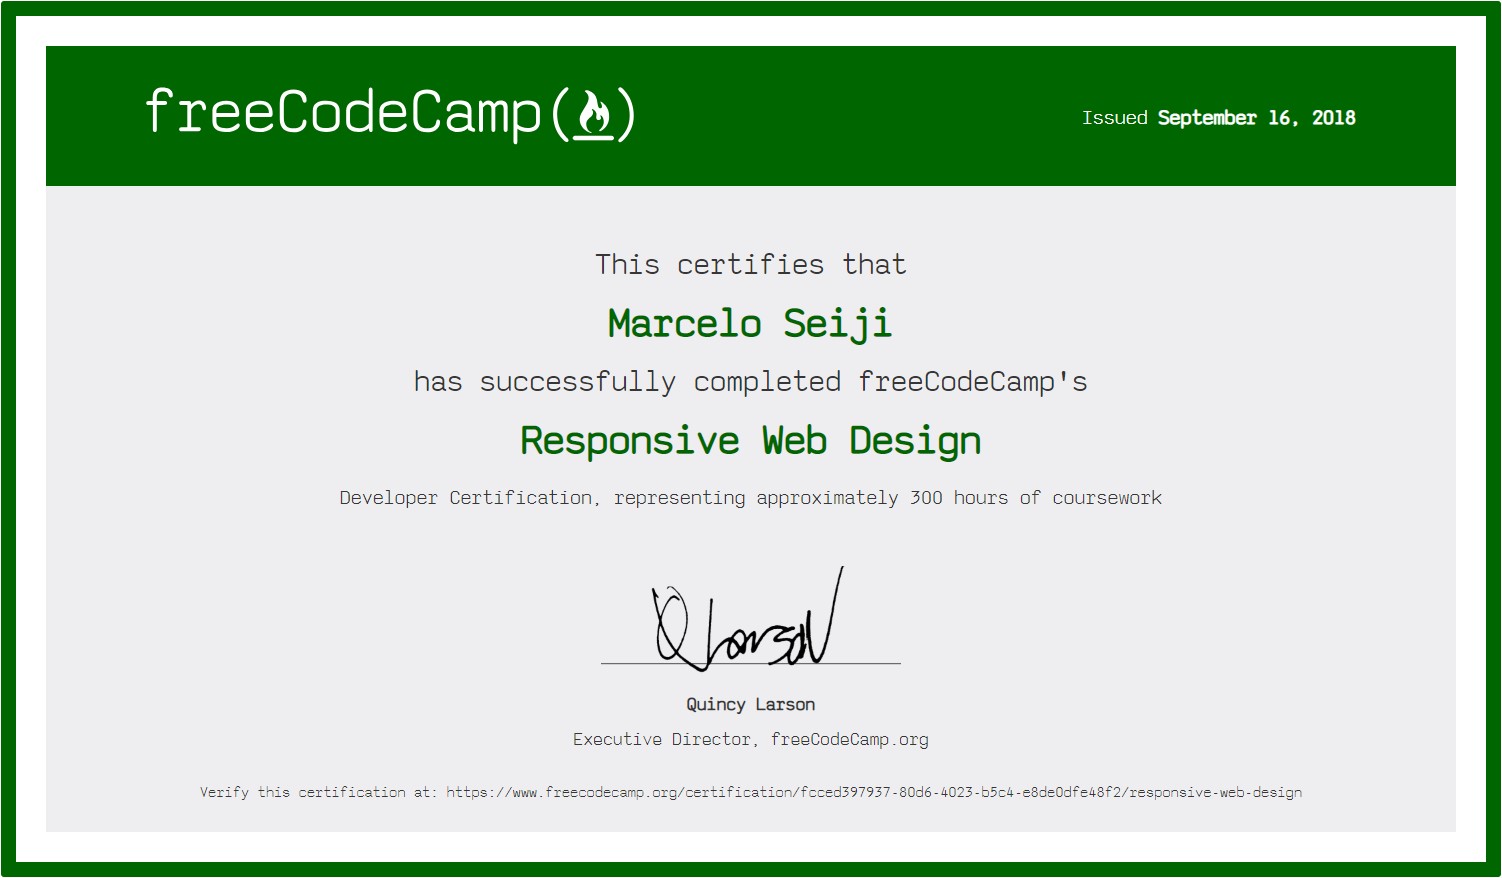 freeCodeCamp()
Issued September 16, 2018
This certifies that
Marcelo Seiji
has successfully completed freeCodeCamp's
Responsive Web Design
Developer Certification, representing approximately 300 hours of coursework
Q Larson
Quincy Larson
Executive Director, freeCodeCamp.org
Verify this certification at: https://www.freecodecamp.org/certification/fcced397937-80d6-4023-b5c4-e8de0dfe48f2/responsive-web-design